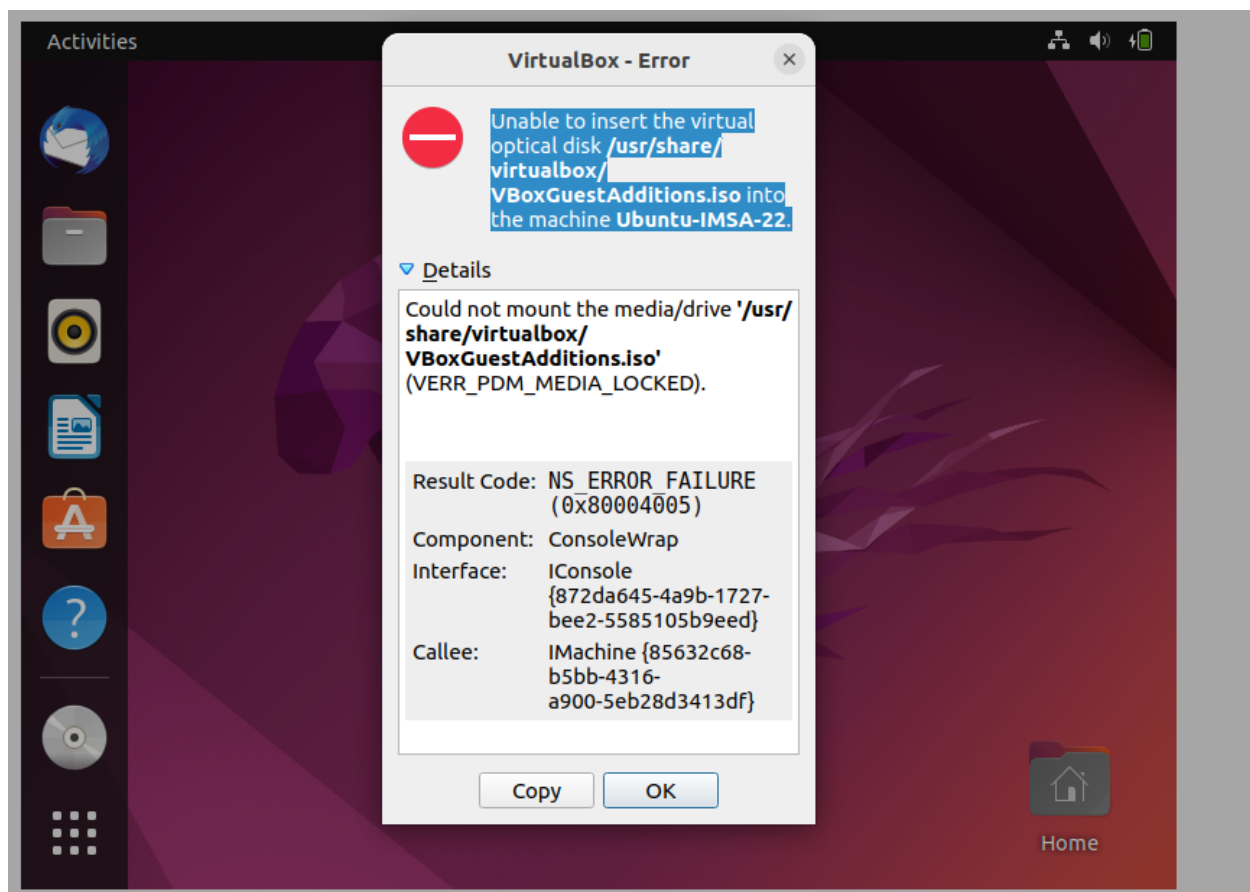 Activities
VirtualBox - Error
Unable to insert the virtual
optical disk /usr/share/
virtualbox/
VBoxGuestAdditions.iso into
the machine Ubuntu-IMSA-22.
Details
Could not mount the media/drive '/usr/
share/virtualbox/
VBoxGuestAdditions.iso'
(VERR_PDM_MEDIA_LOCKED).
Result Code: NS_ERROR_FAILURE
(0x80004005)
Component: ConsoleWrap
Interface: IConsole
{872da645-4a9b-1727-
bee2-5585105b9eed}
Callee: IMachine {85632c68-
b5bb-4316-
a900-5eb28d3413df}
Copy OK
Home